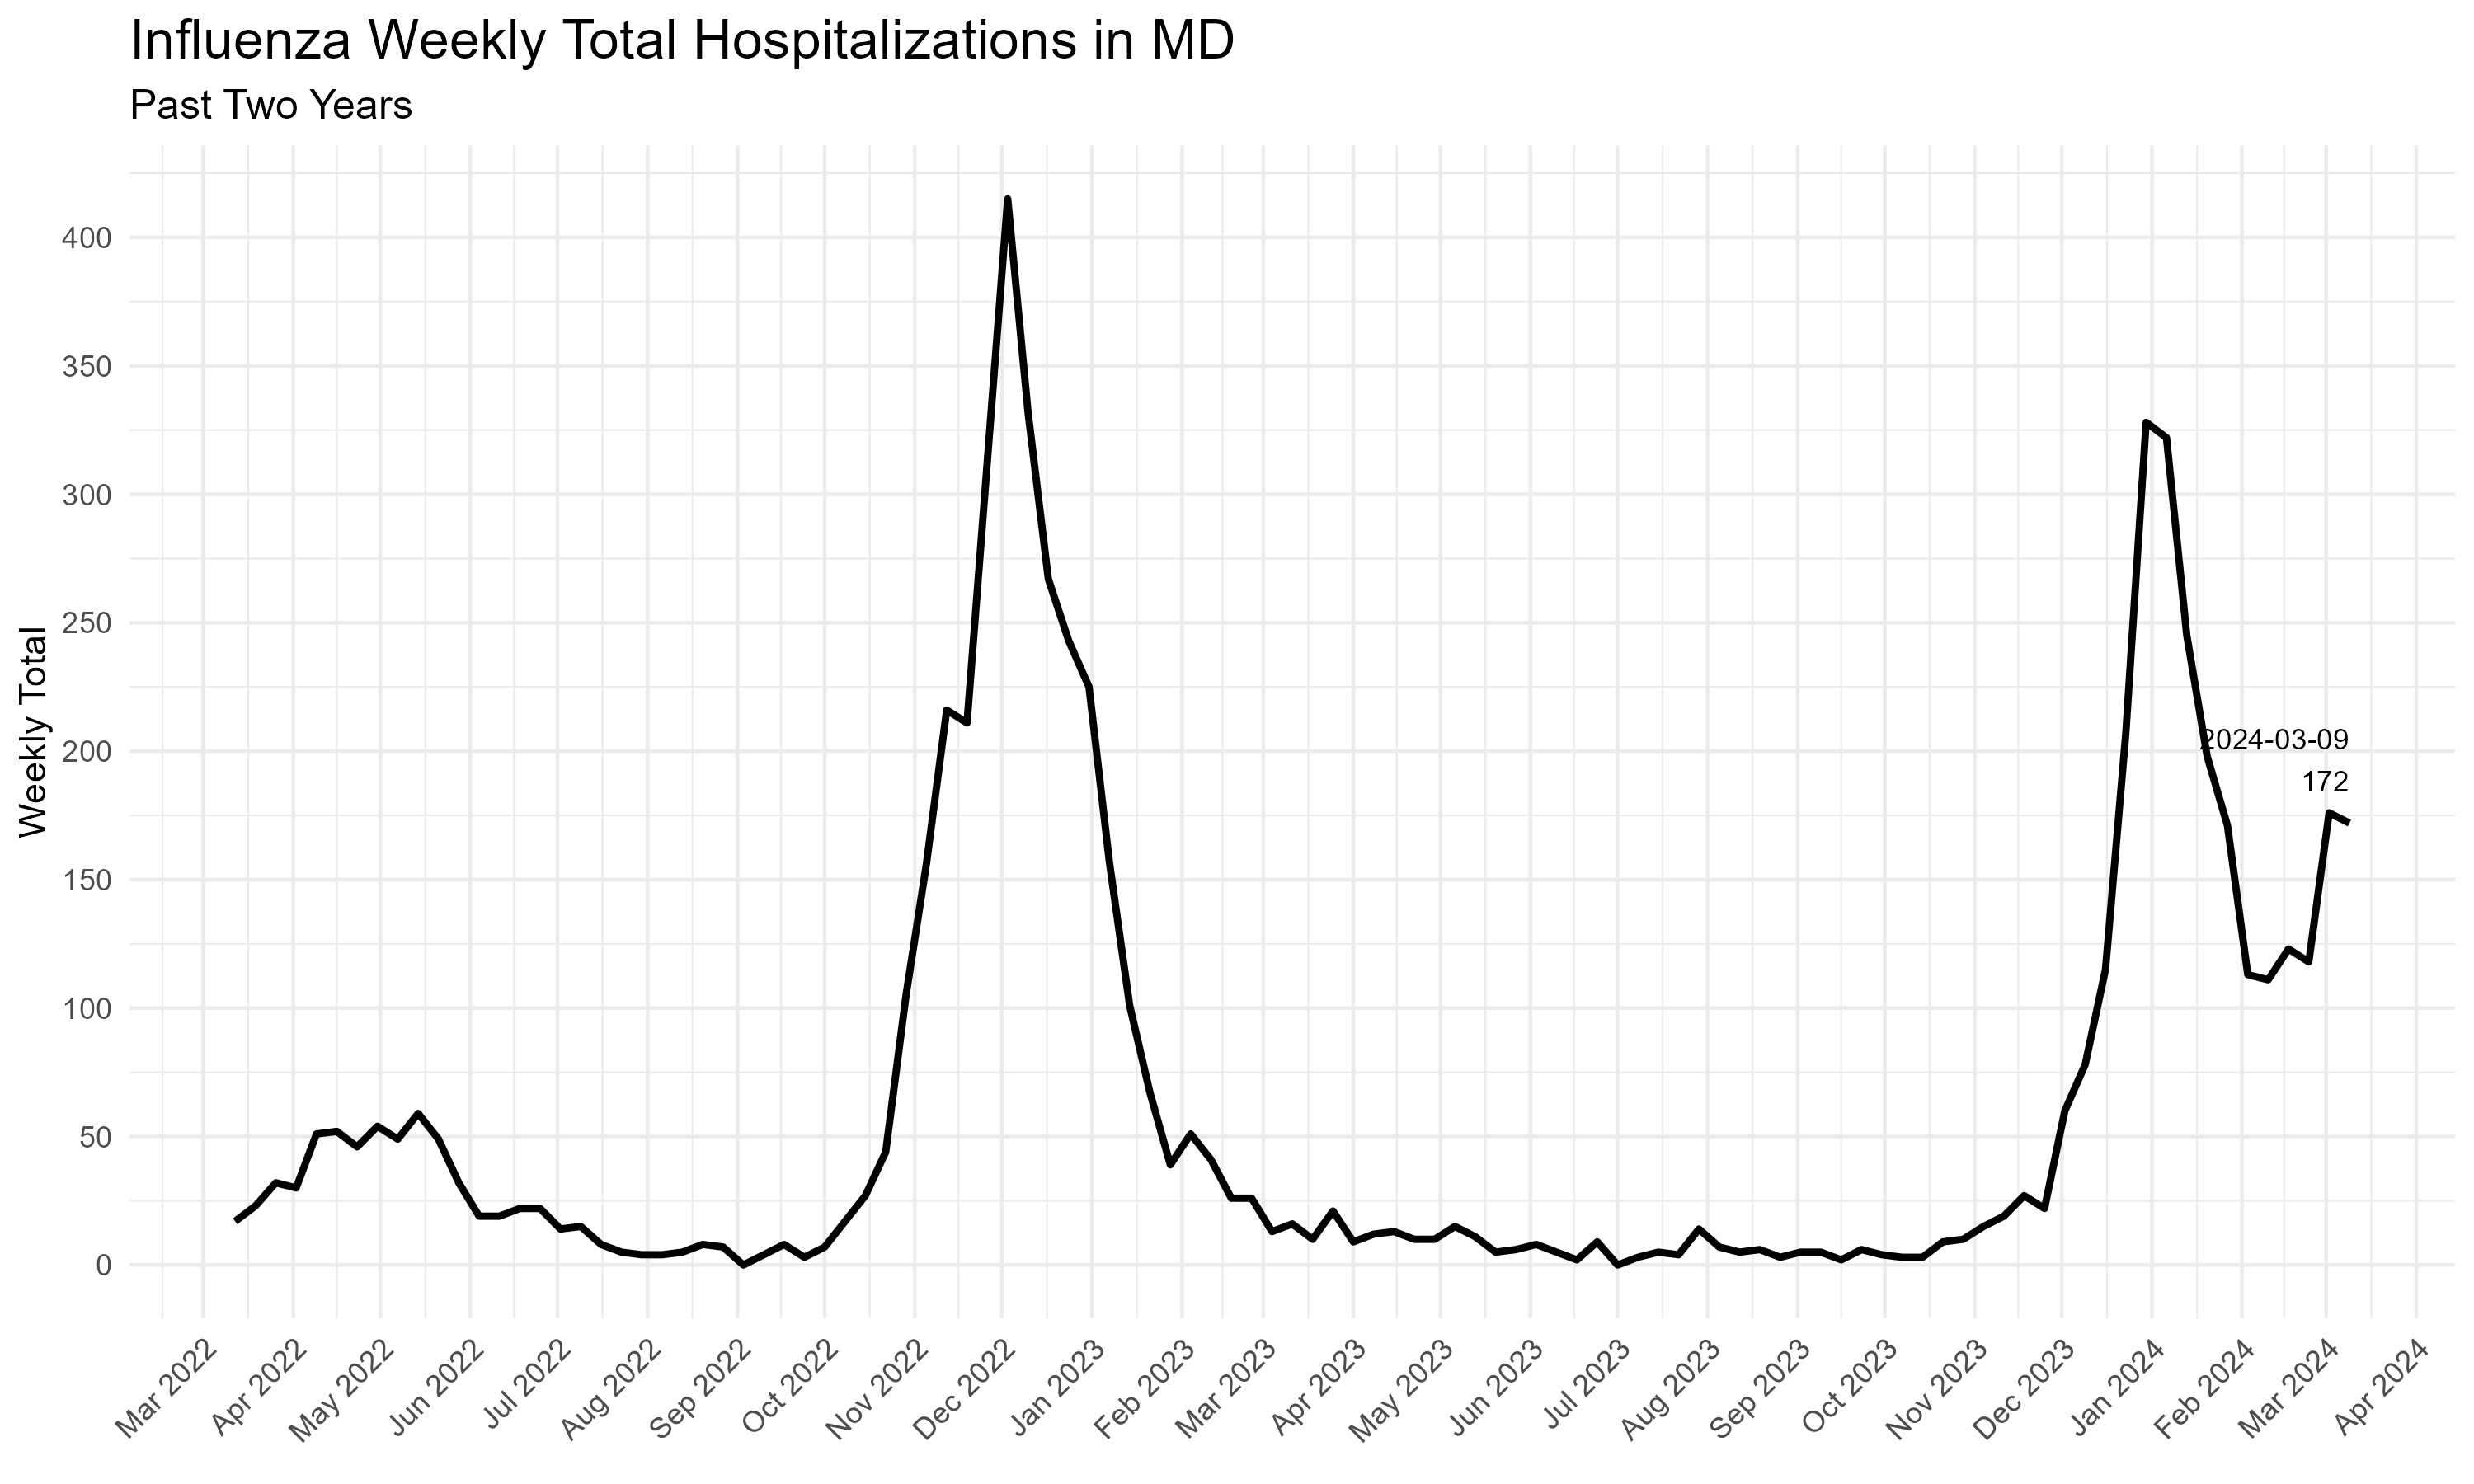 Influenza Weekly Total Hospitalizations in MD
Past Two Years
Weekly Total
400
350
300
250
200
150
100
50
0
2024-03-09
172
Mar 2022
Apr 2022
May 2022
Jun 2022
Jul 2022
Aug 2022
Sep 2022
Oct 2022
Nov 2022
Dec 2022
Jan 2023
Feb 2023
Mar 2023
Apr 2023
May 2023
Jun 2023
Jul 2023
Aug 2023
Sep 2023
Oct 2023
Nov 2023
Dec 2023
Jan 2024
Feb 2024
Mar 2024
Apr 2024